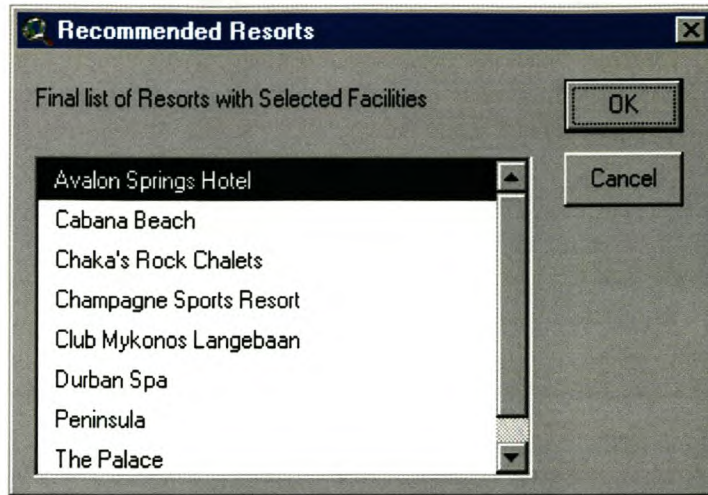 Recommended Resorts
Final list of Resorts with Selected Facilities
OK
Cancel
Avalon Springs Hotel
Cabana Beach
Chaka's Rock Chalets
Champagne Sports Resort
Club Mykonos Langebaan
Durban Spa
Peninsula
The Palace